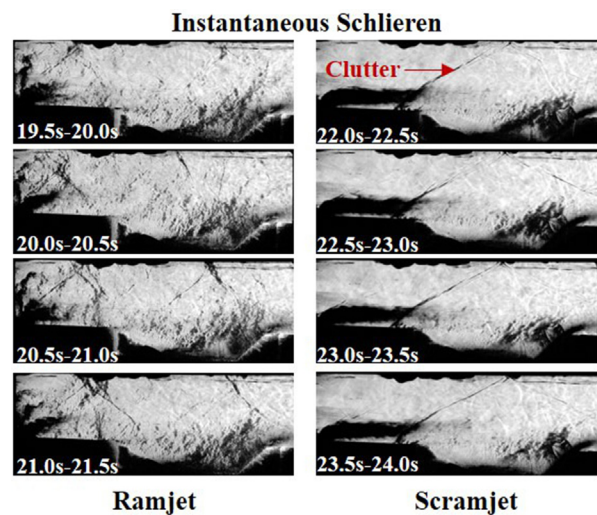 Instantaneous Schlieren
Clutter
19.5s-20.0s
22.0s-22.5s
20.0s-20.5s
22.5s-23.0s
20.5s-21.0s
23.0s-23.5s
21.0s-21.5s
23.5s-24.0s
Ramjet
Scramjet